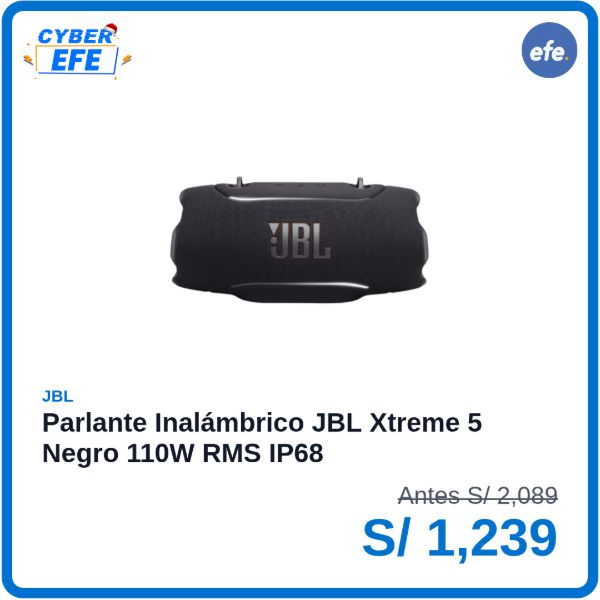 CYBER
EFE
efe.
JBL
JBL
Parlante Inalámbrico JBL Xtreme 5
Negro 110W RMS IP68
Antes S/ 2,089
S/ 1,239